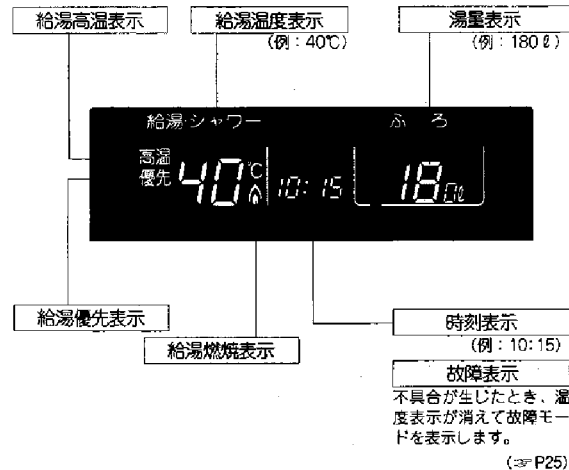 給湯高温表示
給湯温度表示
(例：40℃)
湯量表示
(例：180ℓ)
給湯・シャワー
ふろ
高温
優先
40℃
10:15
180ℓ
給湯優先表示
給湯燃焼表示
時刻表示
(例：10:15)
故障表示
不具合が生じたとき、温
度表示が消えて故障モー
ドを表示します。
(☞P25)